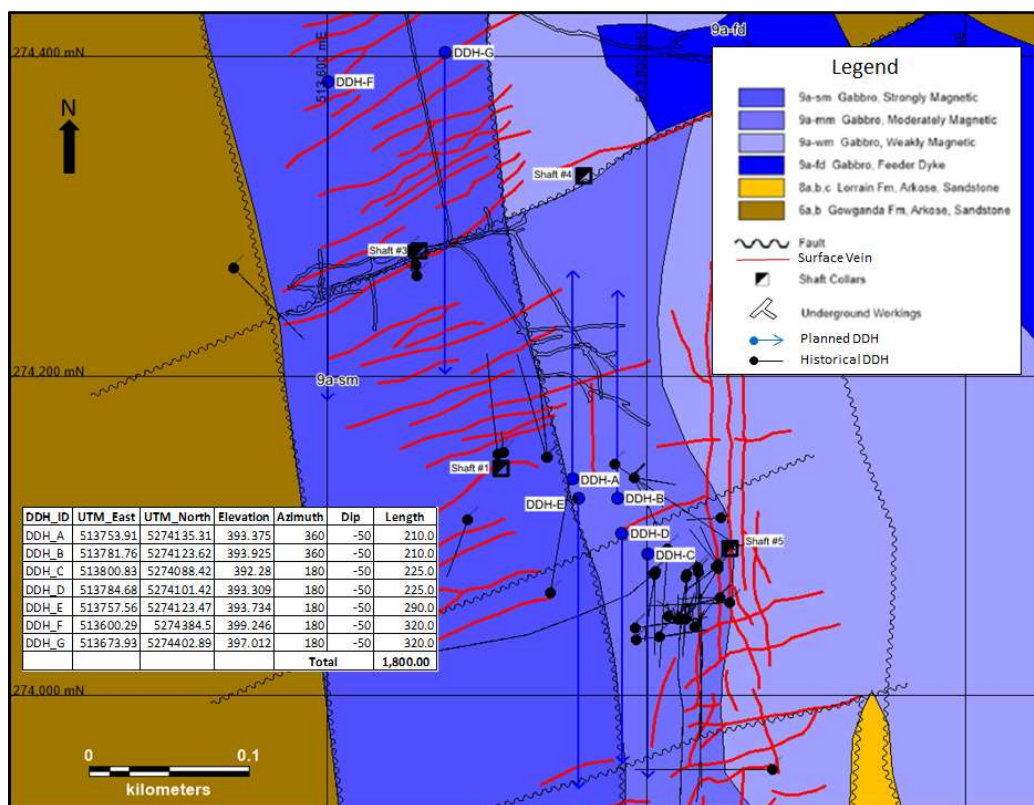 9a-fd
274,400 mN
513,600 mE
DDH-G
DDH-F
N
Legend
9a-sm Gabbro, Strongly Magnetic
9a-mm Gabbro, Moderately Magnetic
9a-wm Gabbro, Weakly Magnetic
9a-fd Gabbro, Feeder Dyke
8a,b,c Lorrain Fm, Arkose, Sandstone
6a,b Gowganda Fm, Arkose, Sandstone
Fault
Surface Vein
Shaft Collars
Underground Workings
Planned DDH
Historical DDH
Shaft #4
Shaft #3
274,200 mN
9a-sm
Shaft #1
DDH-A
DDH-E
DDH-B
DDH-D
DDH-C
Shaft #5
DDH_ID UTM_East UTM_North Elevation Azimuth Dip Length
DDH_A 513753.91 5274135.31 393.375 360 -50 210.0
DDH_B 513781.76 5274123.62 393.925 360 -50 210.0
DDH_C 513800.83 5274088.42 392.28 180 -50 225.0
DDH_D 513784.68 5274101.42 393.309 180 -50 225.0
DDH_E 513757.56 5274123.47 393.734 180 -50 290.0
DDH_F 513600.29 5274384.5 399.246 180 -50 320.0
DDH_G 513673.93 5274402.89 397.012 180 -50 320.0
Total 1,800.00
274,000 mN
0 0.1
kilometers